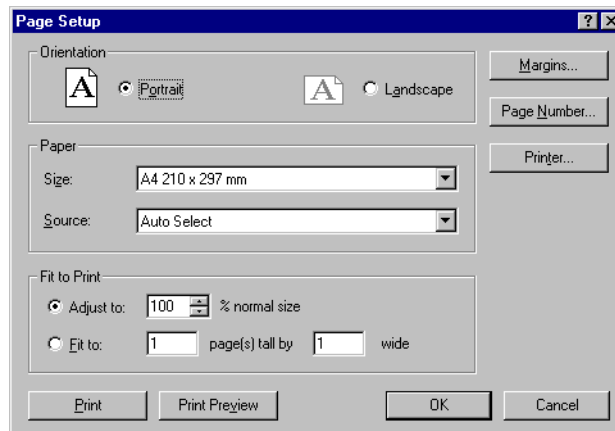 Page Setup
Orientation
A Portrait A Landscape
Margins...
Page Number...
Printer...
Paper
Size: A4 210 x 297 mm
Source: Auto Select
Fit to Print
Adjust to: 100 % normal size
Fit to: 1 page(s) tall by 1 wide
Print Print Preview OK Cancel